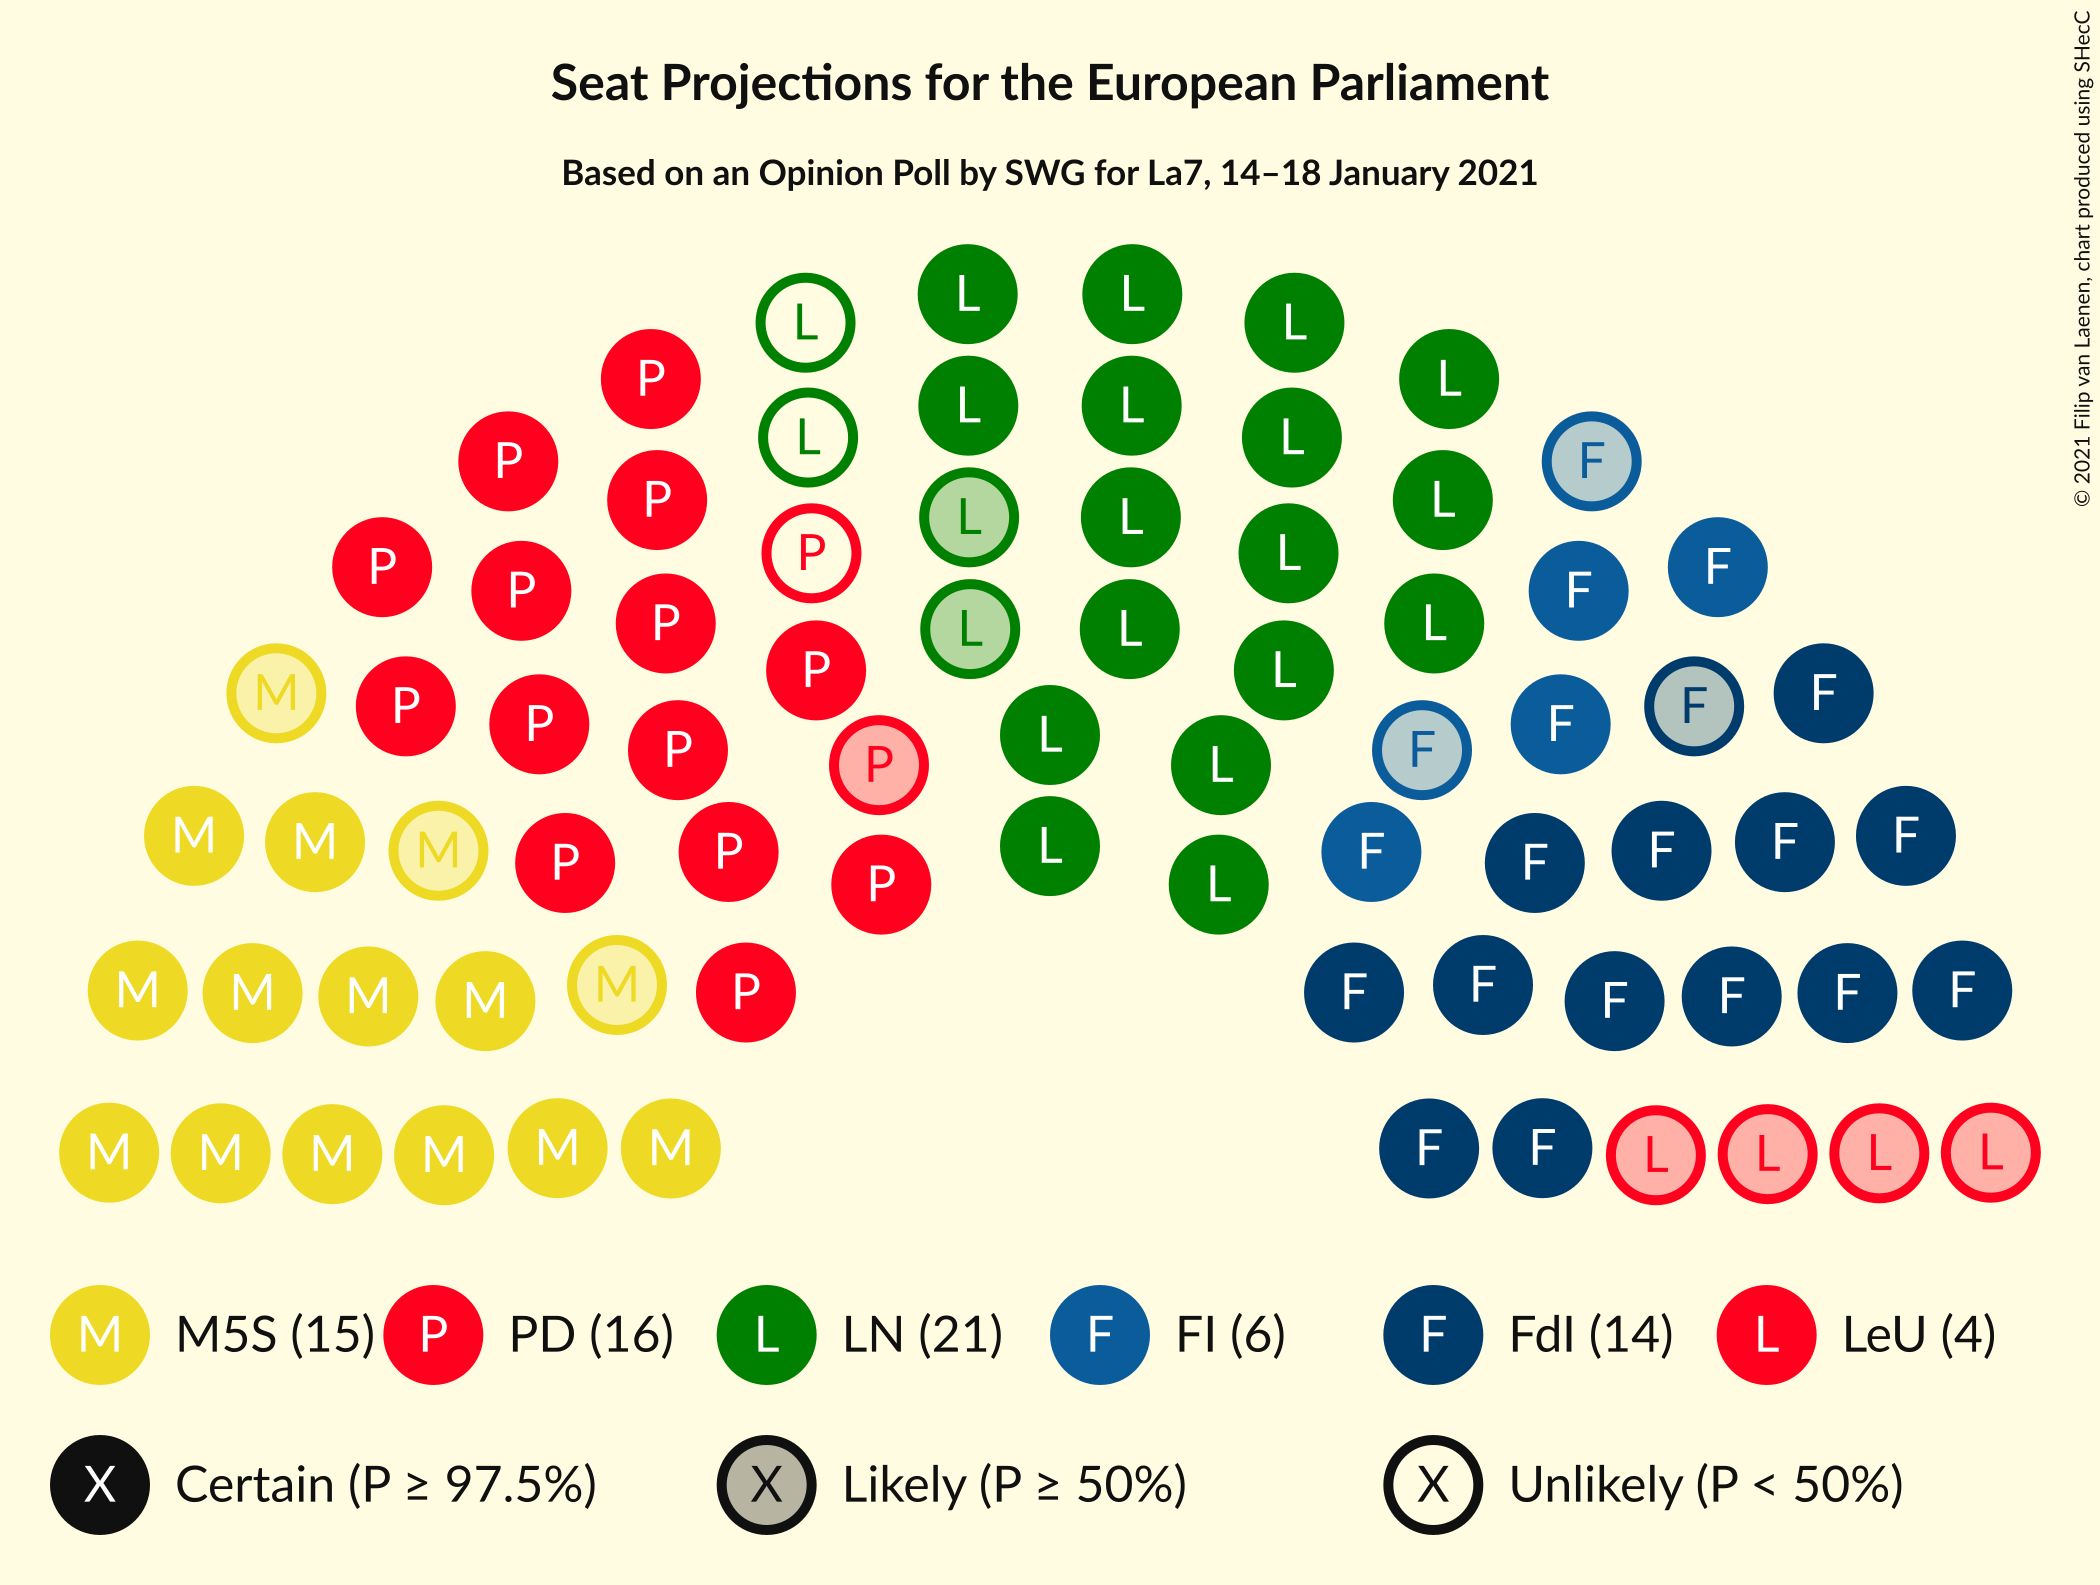 Seat Projections for the European Parliament
Based on an Opinion Poll by SWG for La7, 14–18 January 2021
© 2021 Filip van Laenen, chart produced using SHecC
L L
L L
P L
L L
L L L
P F
L L
P P L
L L
P L
P F F
P F
P L L
P L
M P F F
P F
P F
L
P L
M M F F
M F
L
P F
P F
P L
M M M M M P F F F F F F
M M M M M M F F L L L L
M M5S (15) P PD (16) L LN (21) F FI (6) F FdI (14) L LeU (4)
X Certain (P ≥ 97.5%) X Likely (P ≥ 50%) X Unlikely (P < 50%)